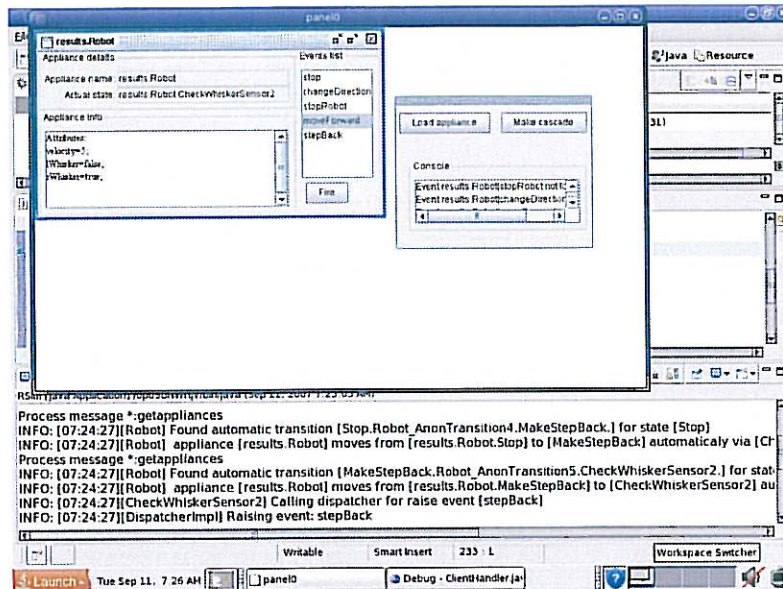 panel0
results.Robot
Appliance details
Appliance name: results.Robot
Actual state: results.Robot.CheckWhiskerSensor2
Appliance info
Attributes:
velocity=5;
lWhisker=false,
rWhisker=true,
Events list
stop
changeDirection
stopRobot
moveForward
stepBack
Fire
Load appliance
Make cascade
Console
Event results.Robot|stopRobot not fo
Event results.Robot|changeDirection
Java
Resource
Process message *:getappliances
INFO: [07:24:27][Robot] Found automatic transition [Stop.Robot_AnonTransition4.MakeStepBack.] for state [Stop]
INFO: [07:24:27][Robot] appliance [results.Robot] moves from [results.Robot.Stop] to [MakeStepBack] automaticaly via [Ch
Process message *:getappliances
INFO: [07:24:27][Robot] Found automatic transition [MakeStepBack.Robot_AnonTransition5.CheckWhiskerSensor2.] for stat
INFO: [07:24:27][Robot] appliance [results.Robot] moves from [results.Robot.MakeStepBack] to [CheckWhiskerSensor2] au
INFO: [07:24:27][CheckWhiskerSensor2] Calling dispatcher for raise event [stepBack]
INFO: [07:24:27][DispatcherImpl] Raising event: stepBack
Writable
Smart Insert
233 : 1
Workspace Switcher
Launch
Tue Sep 11, 7:26 AM
panel0
Debug - ClientHandler.jav